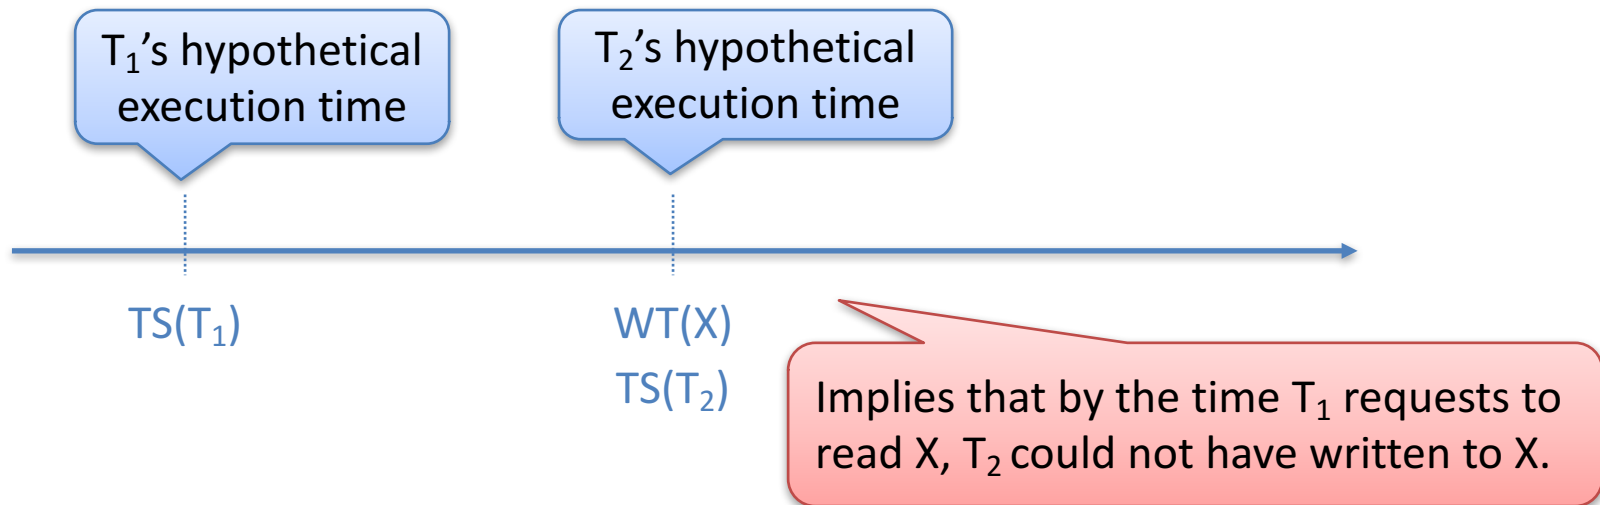 T₁’s hypothetical
execution time
T₂’s hypothetical
execution time
TS(T₁)
WT(X)
TS(T₂)
Implies that by the time T₁ requests to
read X, T₂ could not have written to X.